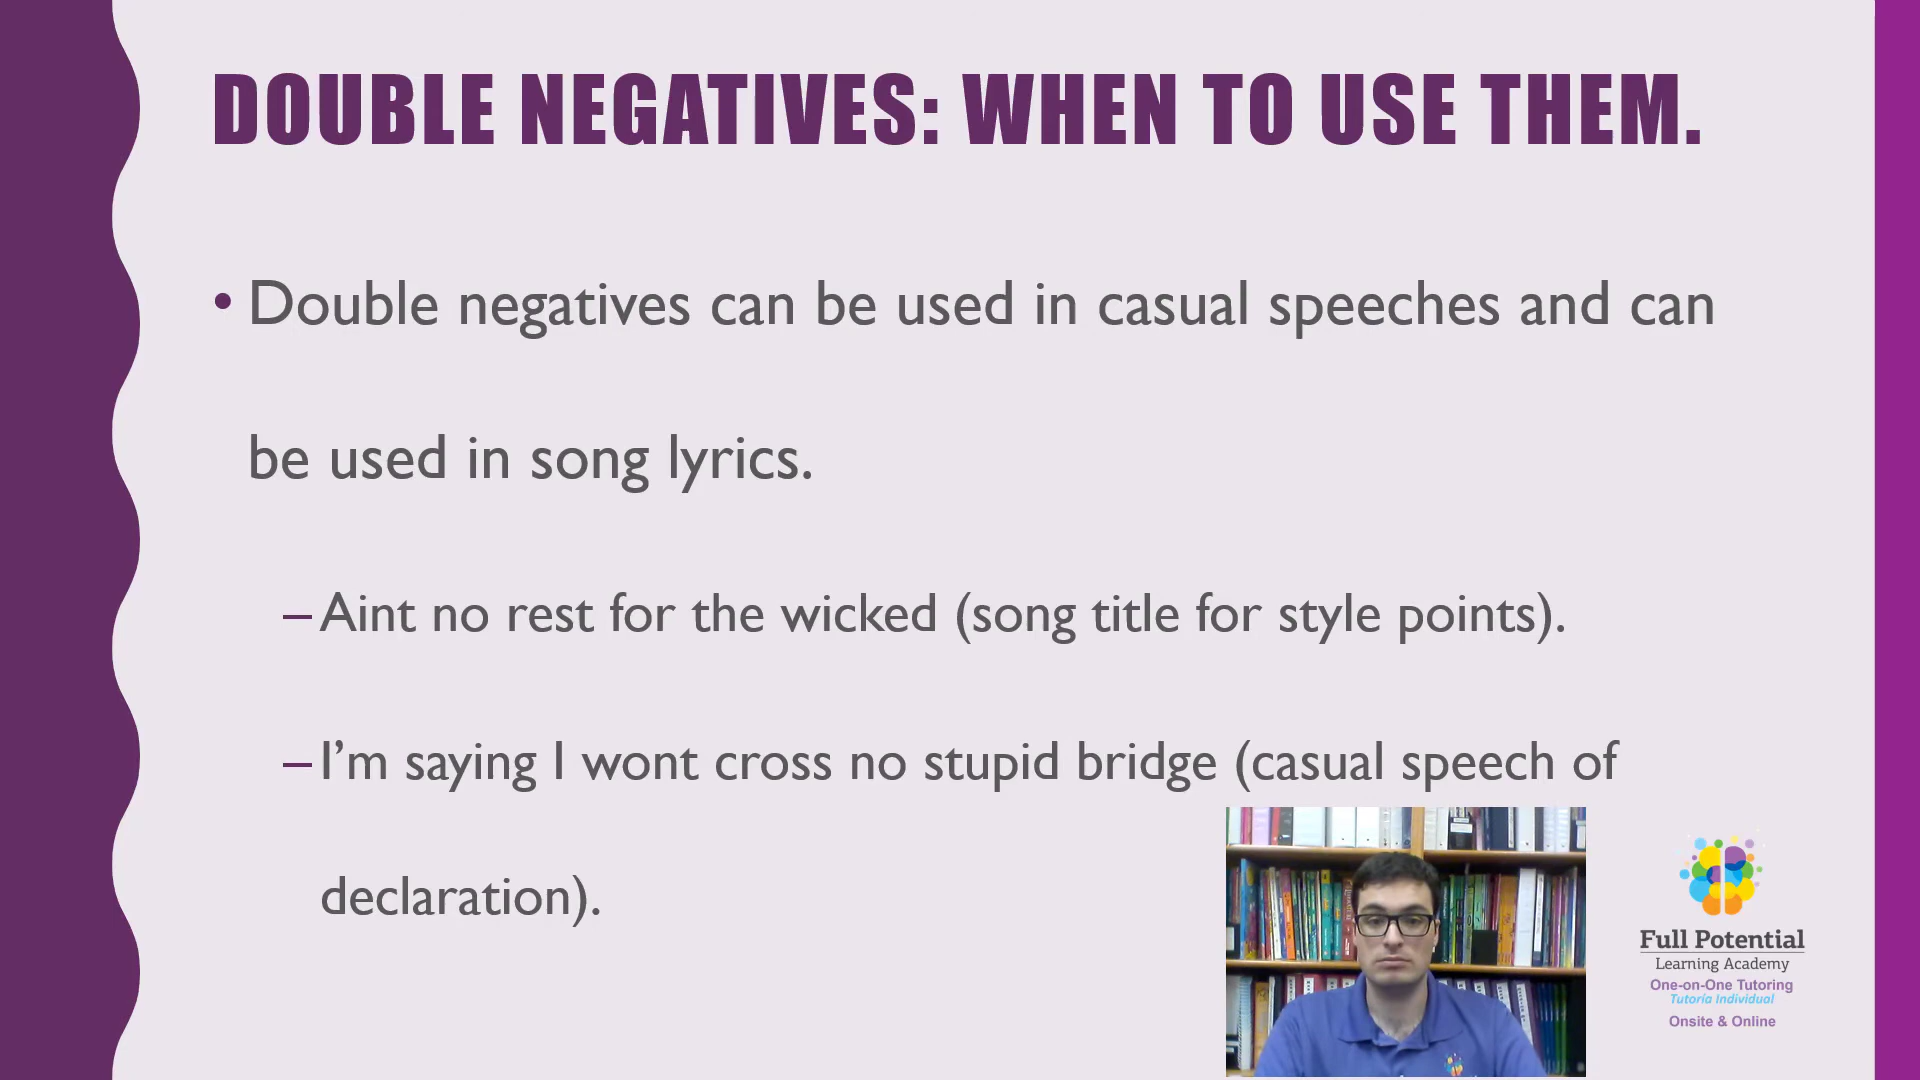 DOUBLE NEGATIVES: WHEN TO USE THEM.
• Double negatives can be used in casual speeches and can
be used in song lyrics.
– Aint no rest for the wicked (song title for style points).
– I’m saying I wont cross no stupid bridge (casual speech of
declaration).
Full Potential
Learning Academy
One-on-One Tutoring
Tutoría Individual
Onsite & Online